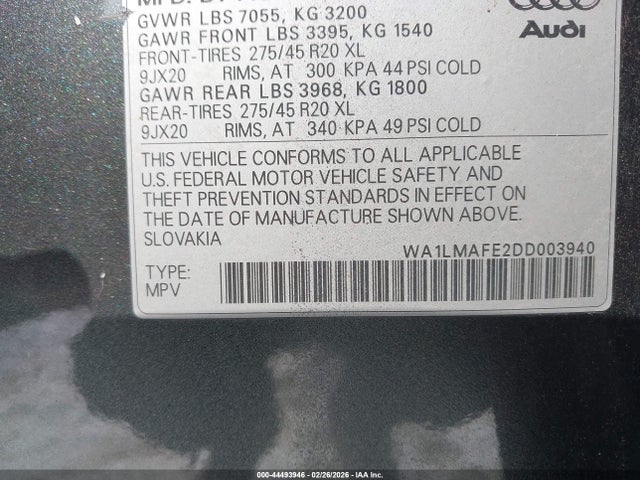 GVWR LBS 7055, KG 3200
GAWR FRONT LBS 3395, KG 1540
FRONT-TIRES 275/45 R20 XL
9JX20 RIMS, AT 300 KPA 44 PSI COLD
GAWR REAR LBS 3968, KG 1800
REAR-TIRES 275/45 R20 XL
9JX20 RIMS, AT 340 KPA 49 PSI COLD
Audi
THIS VEHICLE CONFORMS TO ALL APPLICABLE
U.S. FEDERAL MOTOR VEHICLE SAFETY AND
THEFT PREVENTION STANDARDS IN EFFECT ON
THE DATE OF MANUFACTURE SHOWN ABOVE.
SLOVAKIA
WA1LMAFE2DD003940
TYPE:
MPV
000-44493946 - 02/26/2026 - IAA Inc.